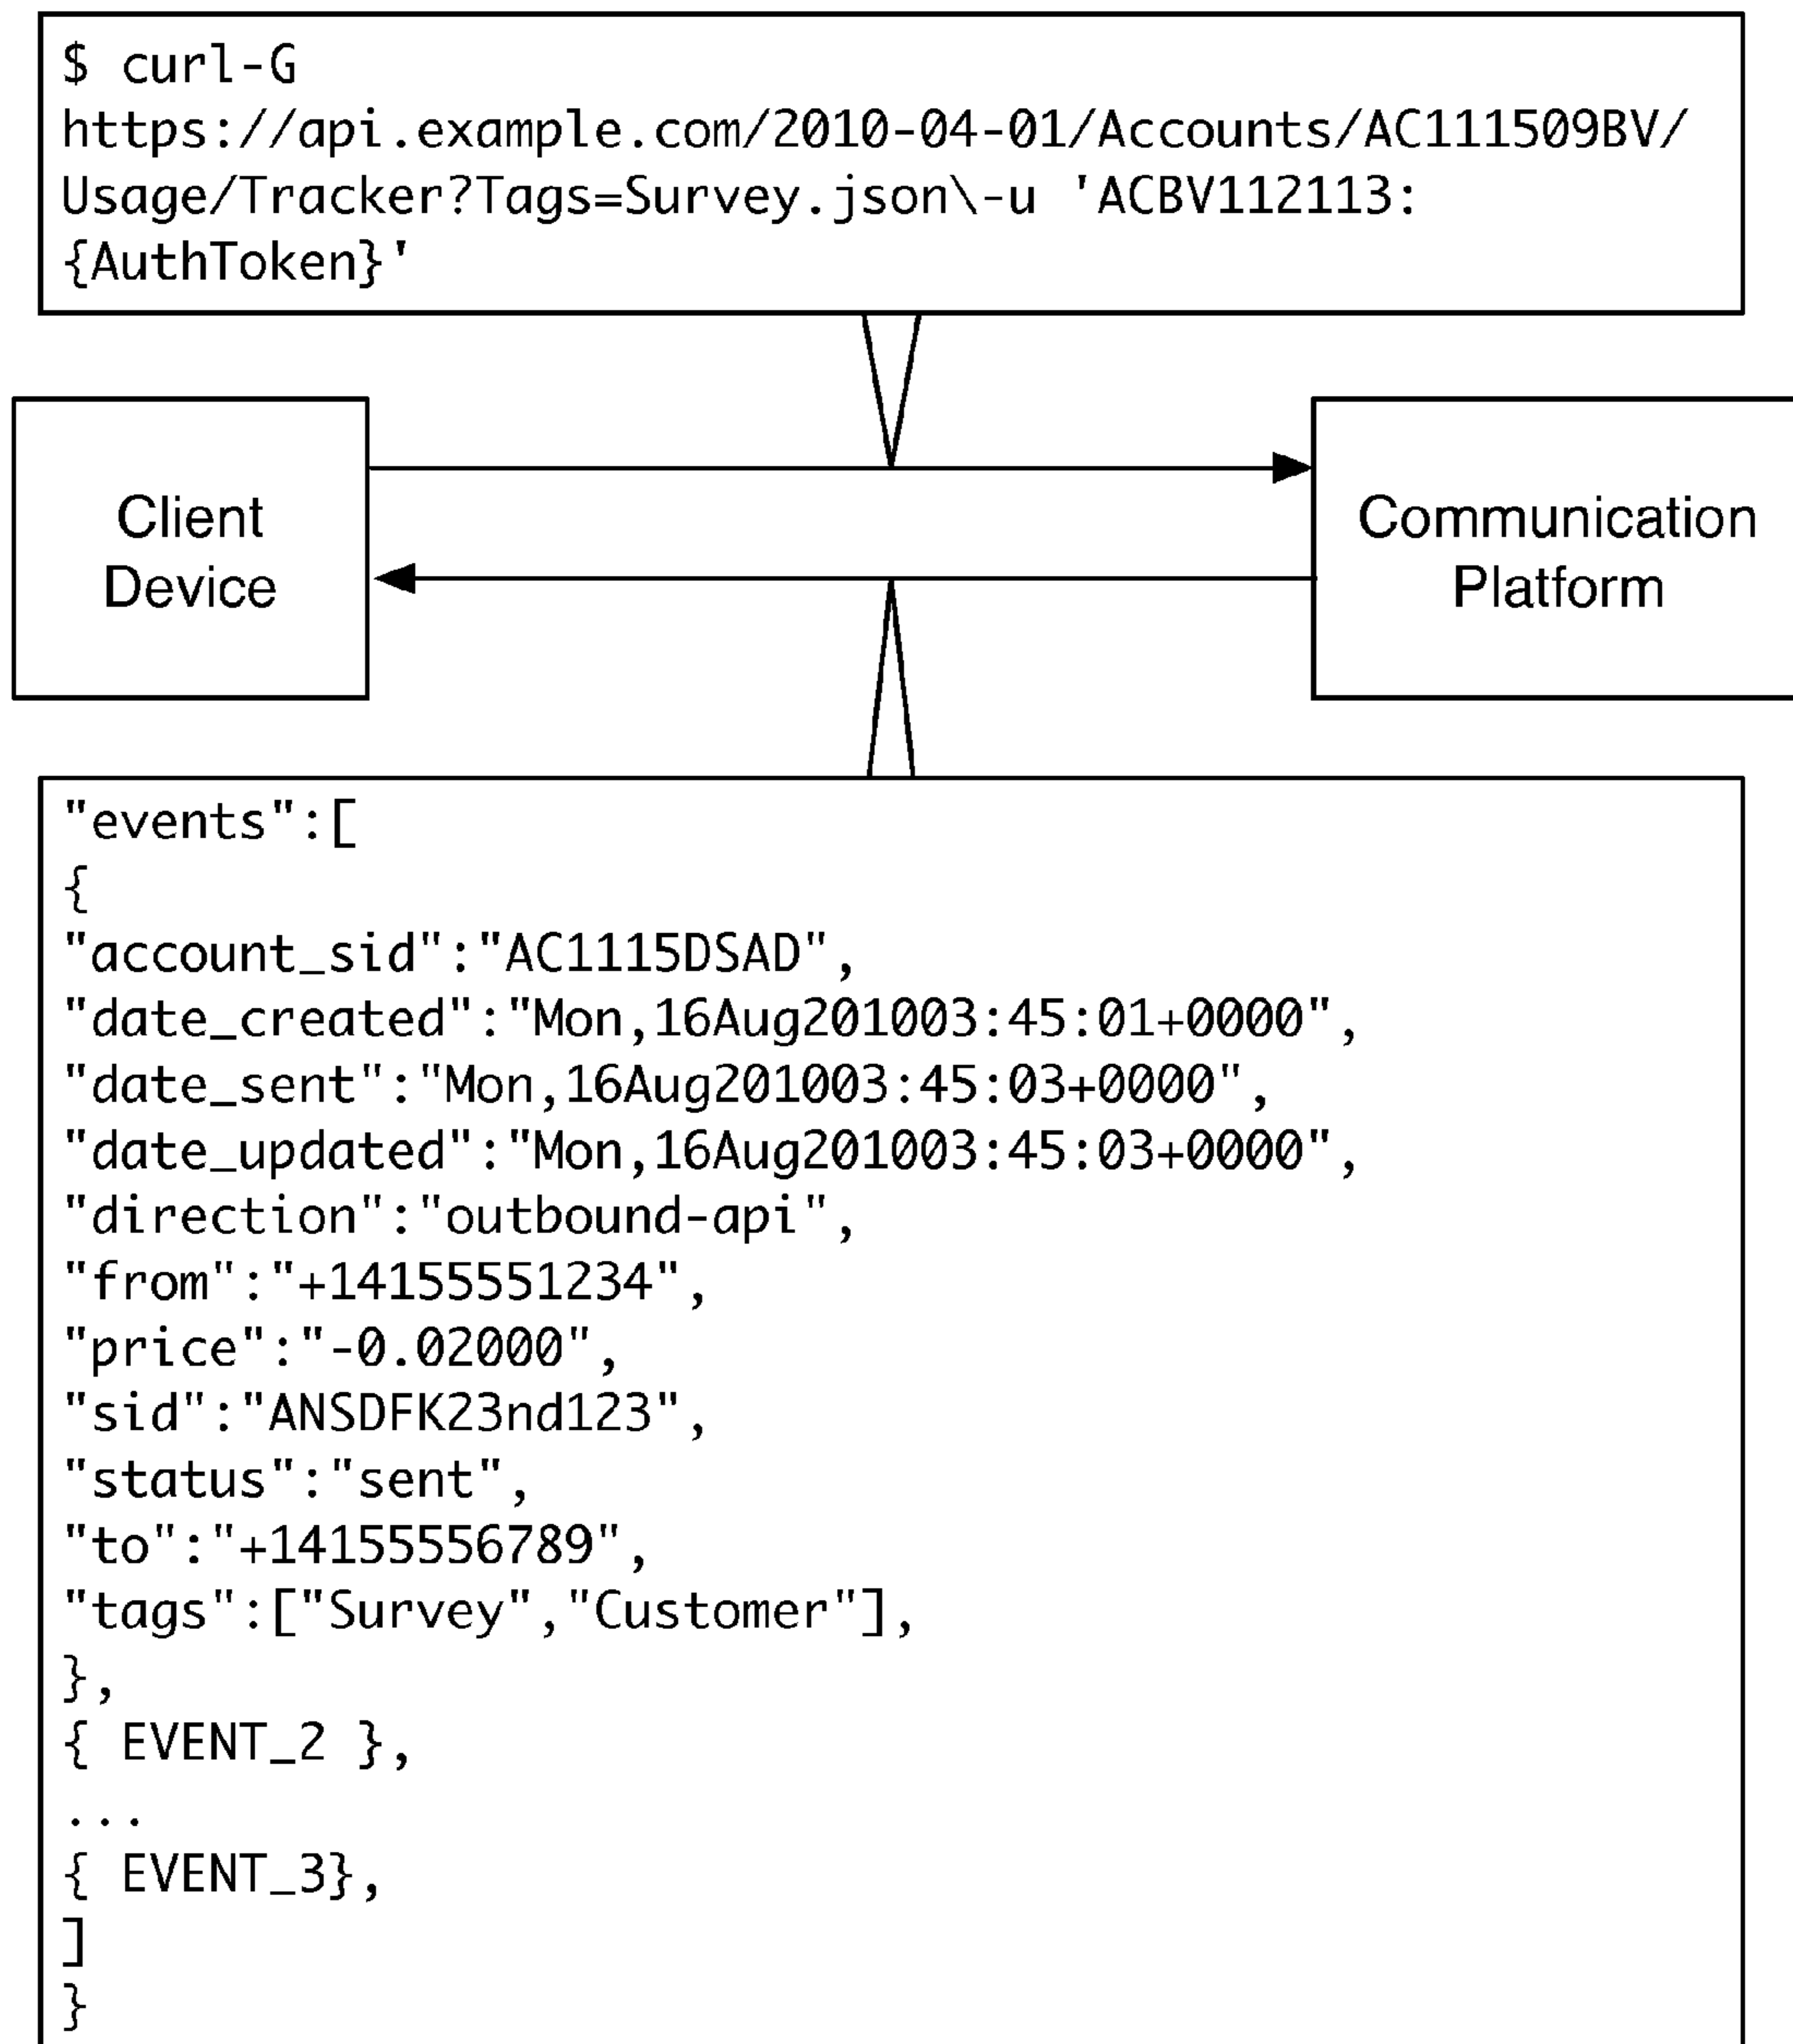 $ curl-G
https://api.example.com/2010-04-01/Accounts/AC111509BV/
Usage/Tracker?Tags=Survey.json\-u 'ACBV112113:
{AuthToken}'
Client
Device
Communication
Platform
"events":[
{
"account_sid":"AC1115DSAD",
"date_created":"Mon,16Aug201003:45:01+0000",
"date_sent":"Mon,16Aug201003:45:03+0000",
"date_updated":"Mon,16Aug201003:45:03+0000",
"direction":"outbound-api",
"from":"+14155551234",
"price":"-0.02000",
"sid":"ANSDFK23nd123",
"status":"sent",
"to":"+14155556789",
"tags":["Survey","Customer"],
},
{ EVENT_2 },
...
{ EVENT_3},
]
}